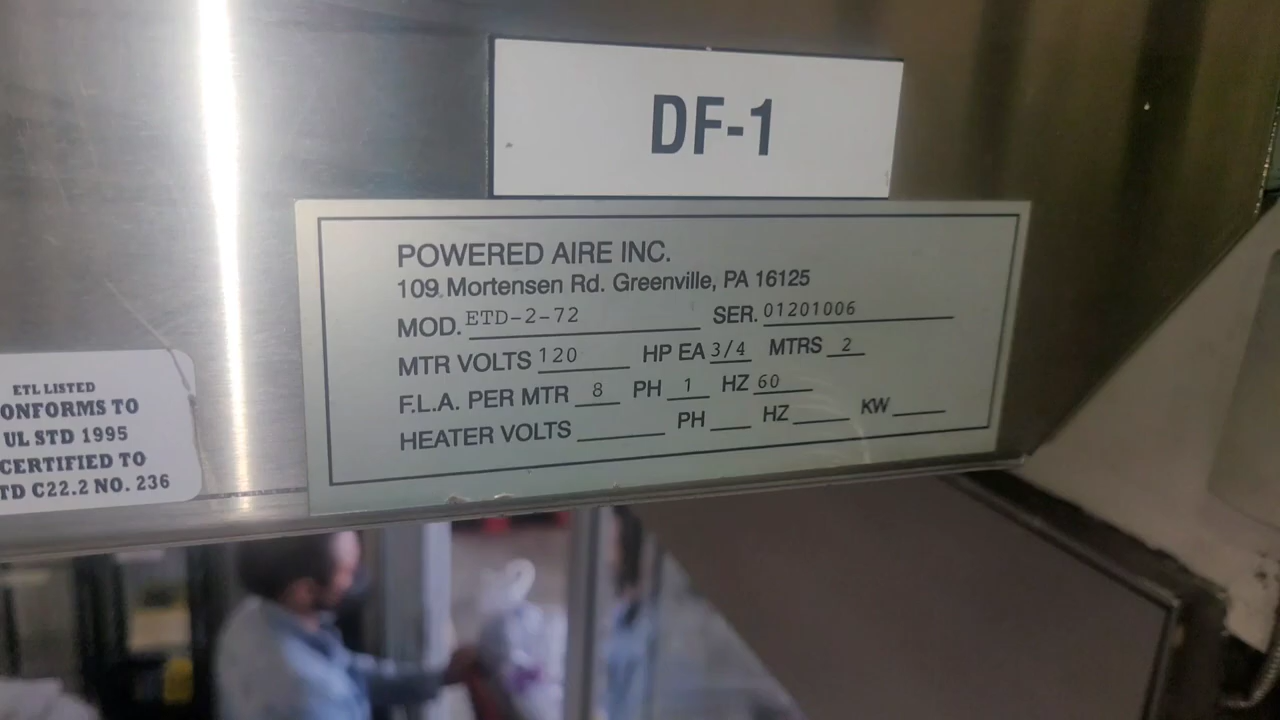 DF-1
POWERED AIRE INC.
109 Mortensen Rd. Greenville, PA 16125
MOD. ETD-2-72 SER. 01201006
MTR VOLTS 120 HP EA 3/4 MTRS 2
F.L.A. PER MTR 8 PH 1 HZ 60
HEATER VOLTS PH HZ KW
ETL LISTED
ONFORMS TO
UL STD 1995
CERTIFIED TO
TD C22.2 NO. 236